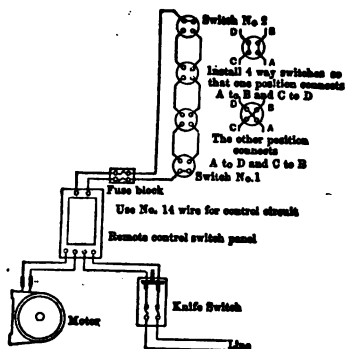 Switch No 2
D B
C A
Install 4 way switches so
that one position connects
A to B and C to D
D B
C A
The other position
connects
A to D and C to B
Switch No.1
Fuse block
Use No. 14 wire for control circuit
Remote control switch panel
Knife Switch
Motor
Line